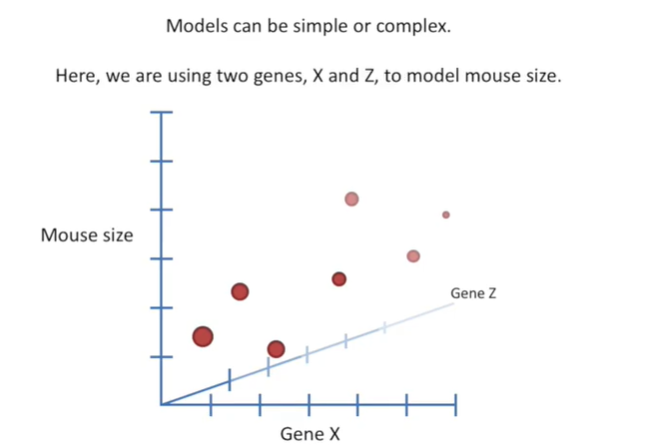 Models can be simple or complex.
Here, we are using two genes, X and Z, to model mouse size.
Mouse size
Gene Z
Gene X